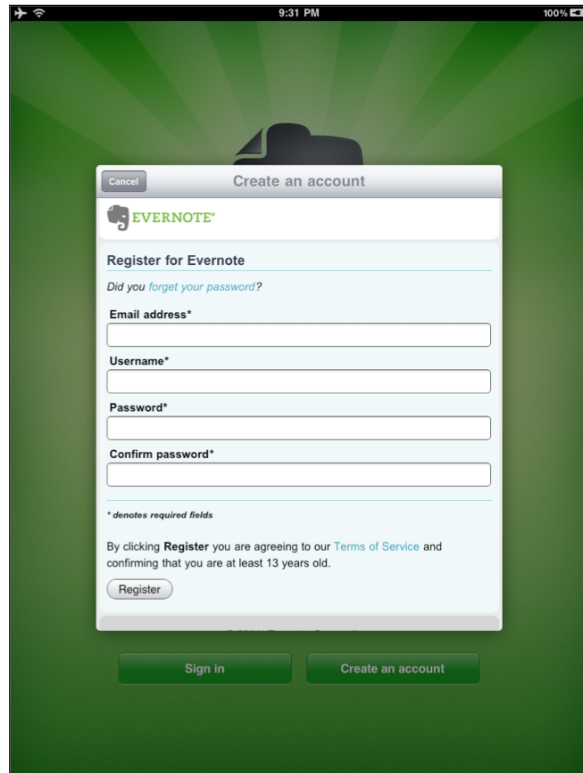 9:31 PM 100%
Cancel Create an account
EVERNOTE®
Register for Evernote
Did you forget your password?
Email address*
Username*
Password*
Confirm password*
* denotes required fields
By clicking Register you are agreeing to our Terms of Service and
confirming that you are at least 13 years old.
Register
Sign in Create an account